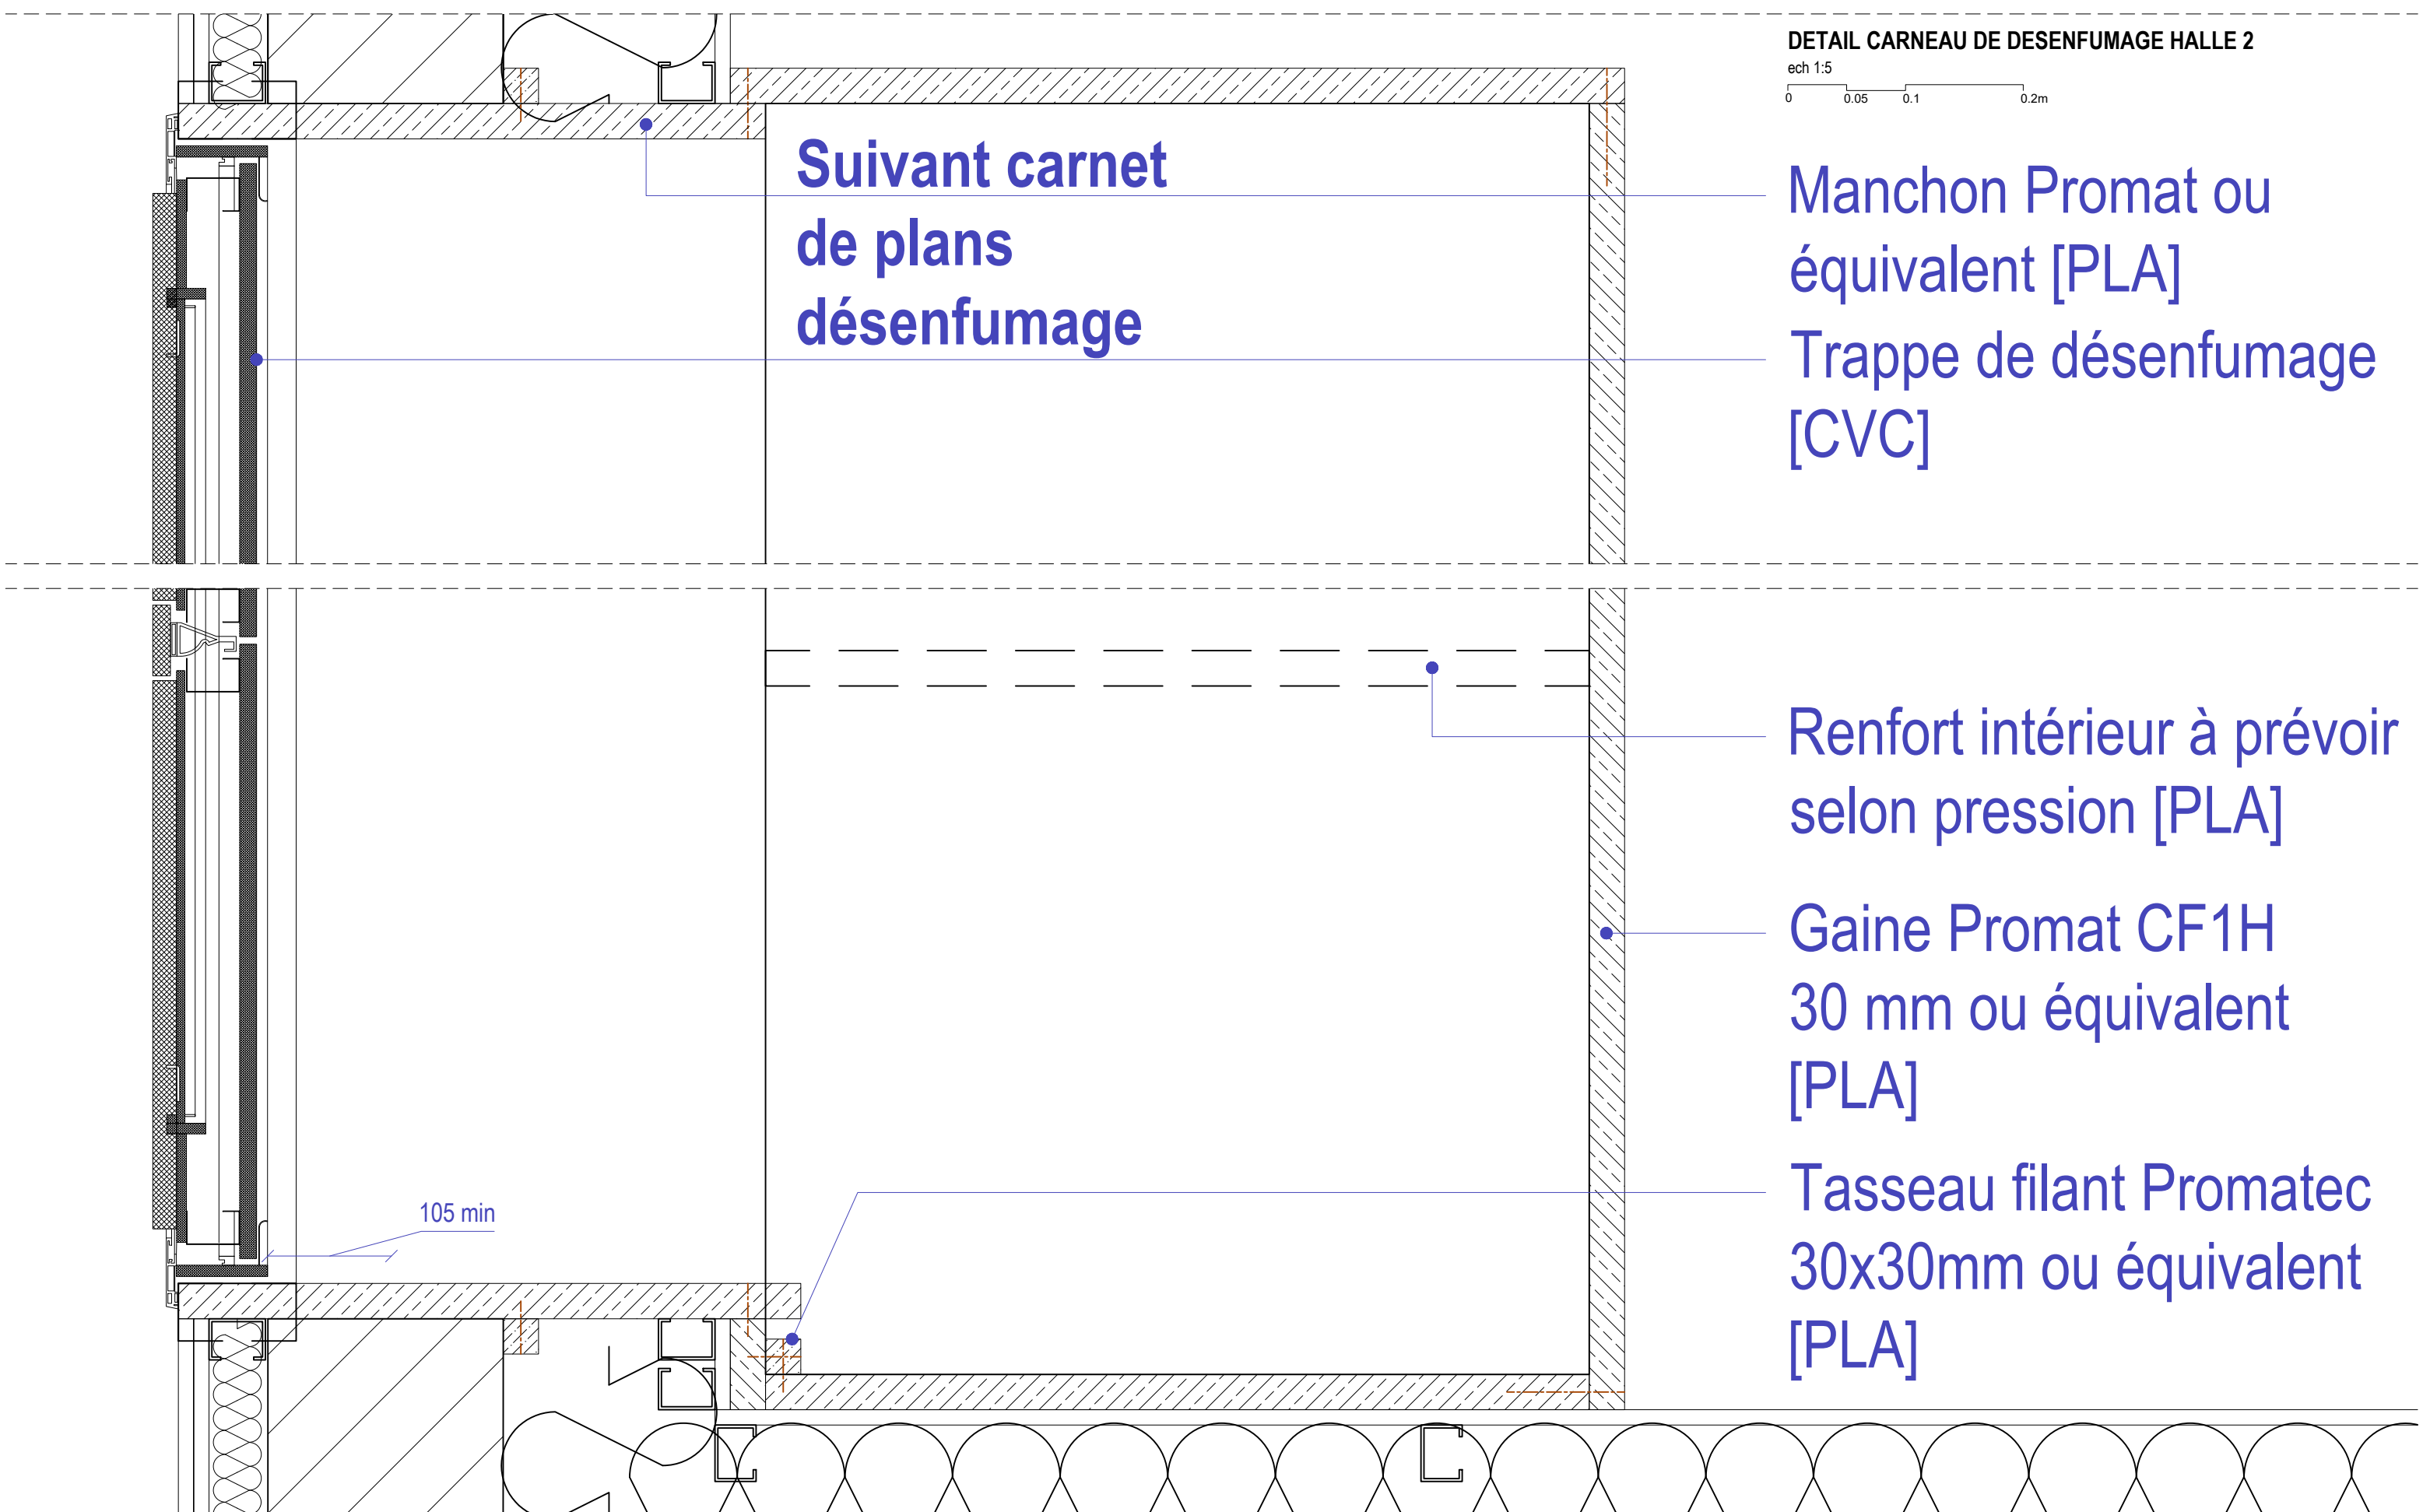 DETAIL CARNEAU DE DESENFUMAGE HALLE 2
ech 1:5
0 0.05 0.1 0.2m
Suivant carnet
de plans
désenfumage
Manchon Promat ou
équivalent [PLA]
Trappe de désenfumage
[CVC]
Renfort intérieur à prévoir
selon pression [PLA]
Gaine Promat CF1H
30 mm ou équivalent
[PLA]
105 min
Tasseau filant Promatec
30x30mm ou équivalent
[PLA]